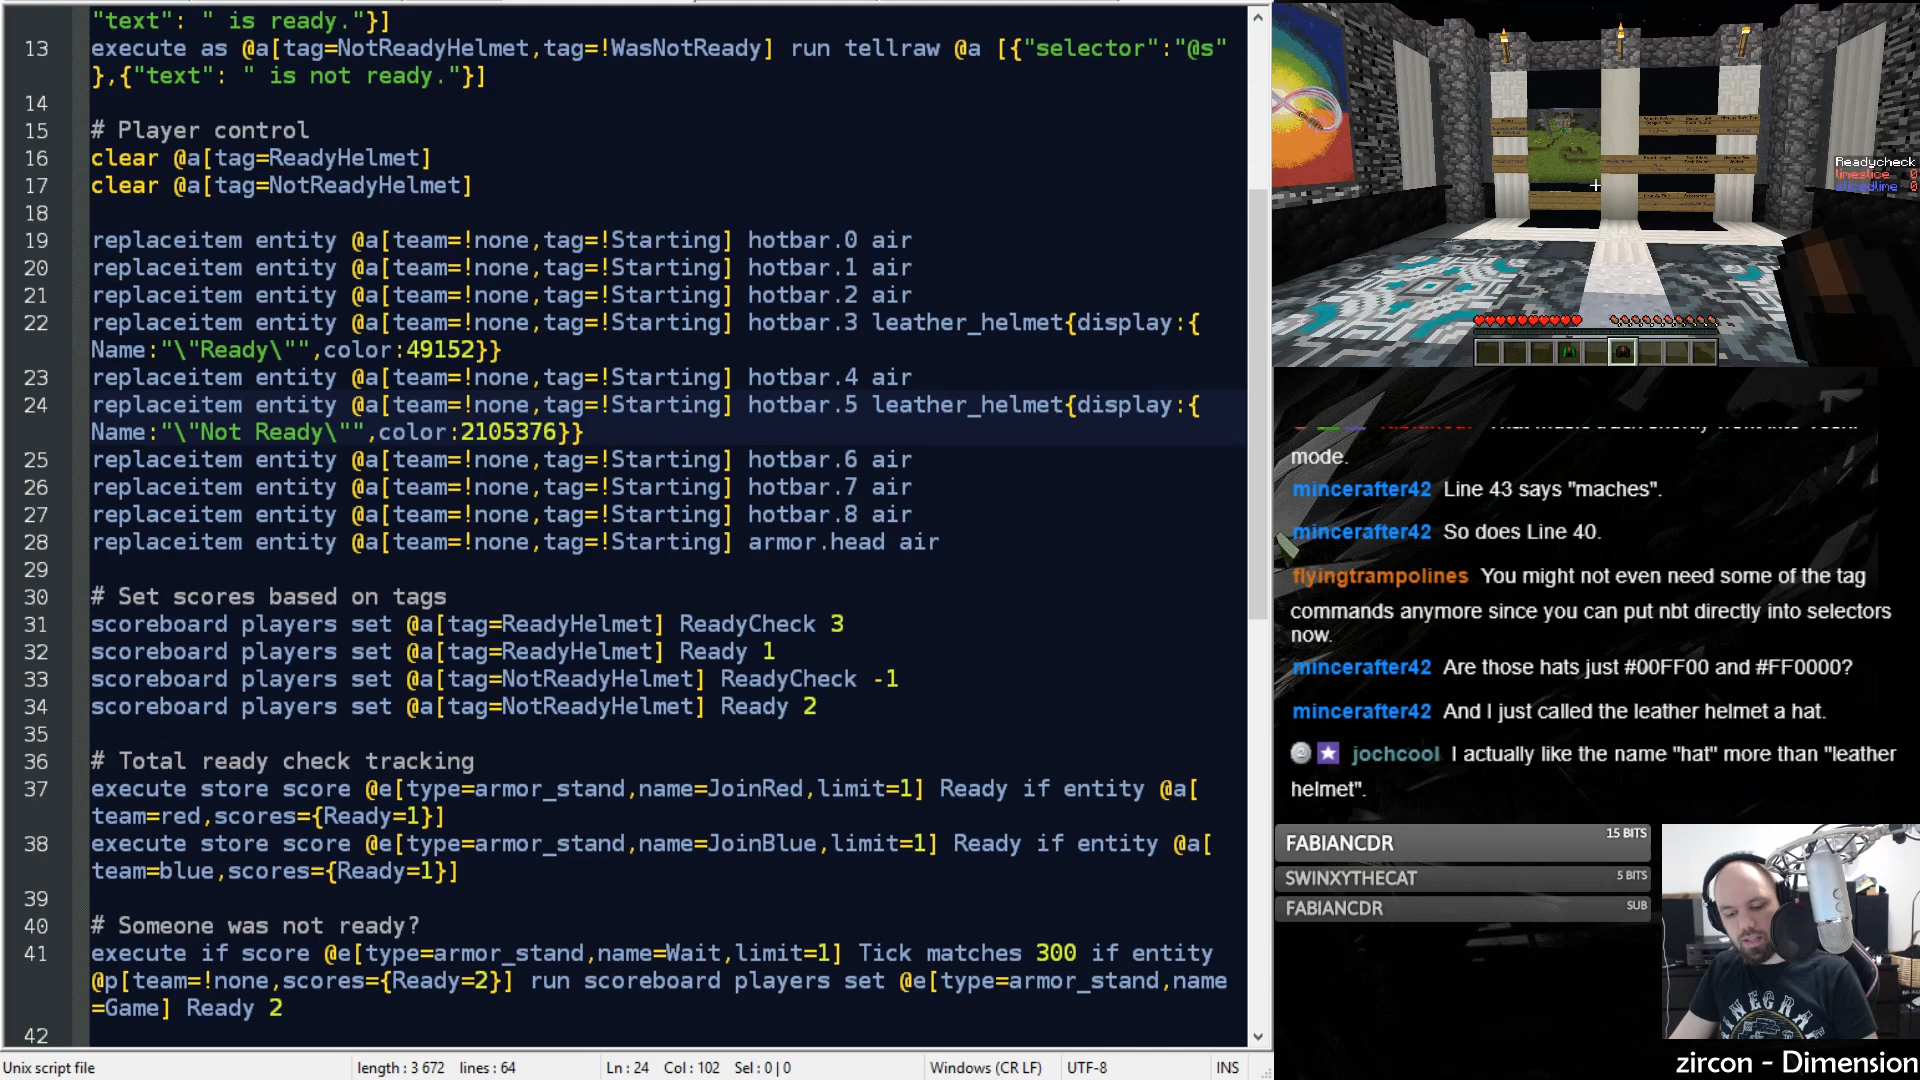 "text": " is ready."}]
13 execute as @a[tag=NotReadyHelmet,tag=!WasNotReady] run tellraw @a [{"selector":"@s"
},{"text": " is not ready."}]
14
15 # Player control
16 clear @a[tag=ReadyHelmet]
17 clear @a[tag=NotReadyHelmet]
18
19 replaceitem entity @a[team=!none,tag=!Starting] hotbar.0 air
20 replaceitem entity @a[team=!none,tag=!Starting] hotbar.1 air
21 replaceitem entity @a[team=!none,tag=!Starting] hotbar.2 air
22 replaceitem entity @a[team=!none,tag=!Starting] hotbar.3 leather_helmet{display:{
Name:"\"Ready\"",color:49152}}
23 replaceitem entity @a[team=!none,tag=!Starting] hotbar.4 air
24 replaceitem entity @a[team=!none,tag=!Starting] hotbar.5 leather_helmet{display:{
Name:"\"Not Ready\"",color:2105376}}
25 replaceitem entity @a[team=!none,tag=!Starting] hotbar.6 air
26 replaceitem entity @a[team=!none,tag=!Starting] hotbar.7 air
27 replaceitem entity @a[team=!none,tag=!Starting] hotbar.8 air
28 replaceitem entity @a[team=!none,tag=!Starting] armor.head air
29
30 # Set scores based on tags
31 scoreboard players set @a[tag=ReadyHelmet] ReadyCheck 3
32 scoreboard players set @a[tag=ReadyHelmet] Ready 1
33 scoreboard players set @a[tag=NotReadyHelmet] ReadyCheck -1
34 scoreboard players set @a[tag=NotReadyHelmet] Ready 2
35
36 # Total ready check tracking
37 execute store score @e[type=armor_stand,name=JoinRed,limit=1] Ready if entity @a[
team=red,scores={Ready=1}]
38 execute store score @e[type=armor_stand,name=JoinBlue,limit=1] Ready if entity @a[
team=blue,scores={Ready=1}]
39
40 # Someone was not ready?
41 execute if score @e[type=armor_stand,name=Wait,limit=1] Tick matches 300 if entity
@p[team=!none,scores={Ready=2}] run scoreboard players set @e[type=armor_stand,name
=Game] Ready 2
42
Unix script file length : 3 672 lines : 64 Ln : 24 Col : 102 Sel : 0 | 0 Windows (CR LF) UTF-8 INS
Readycheck
limeslice 0
slicedlime 0
mode.
mincerafter42 Line 43 says "maches".
mincerafter42 So does Line 40.
flyingtrampolines You might not even need some of the tag
commands anymore since you can put nbt directly into selectors
now.
mincerafter42 Are those hats just #00FF00 and #FF0000?
mincerafter42 And I just called the leather helmet a hat.
jochcool I actually like the name "hat" more than "leather
helmet".
FABIANCDR 15 BITS
SWINXYTHECAT 5 BITS
FABIANCDR SUB
zircon - Dimension